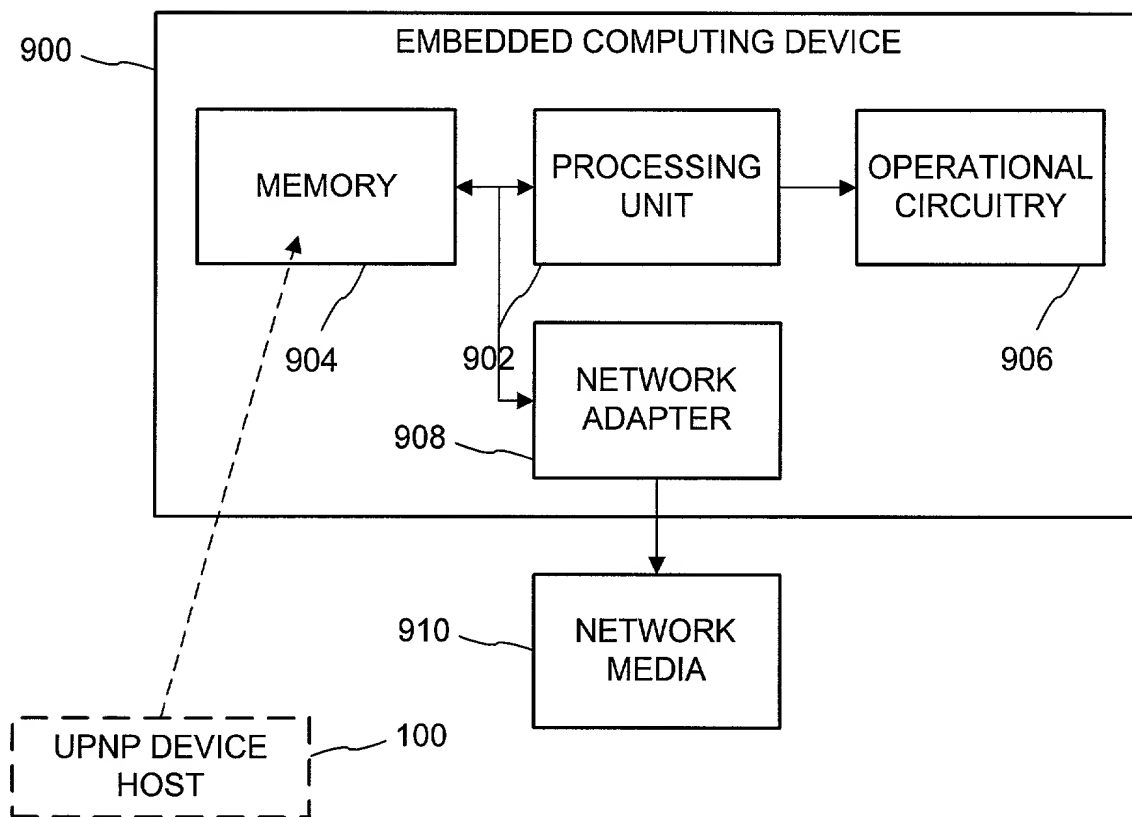 900
EMBEDDED COMPUTING DEVICE
MEMORY
PROCESSING
UNIT
OPERATIONAL
CIRCUITRY
904
902
906
NETWORK
ADAPTER
908
910
NETWORK
MEDIA
UPNP DEVICE
HOST
100